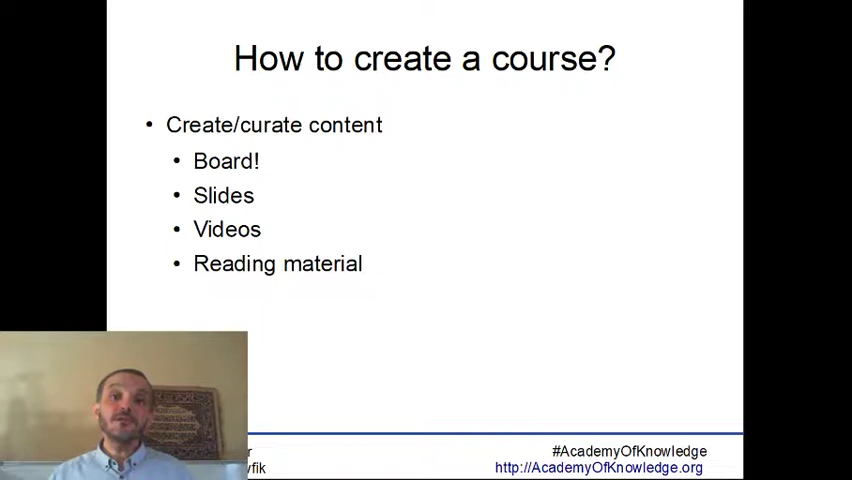 How to create a course?
• Create/curate content
• Board!
• Slides
• Videos
• Reading material
#AcademyOfKnowledge
http://AcademyOfKnowledge.org